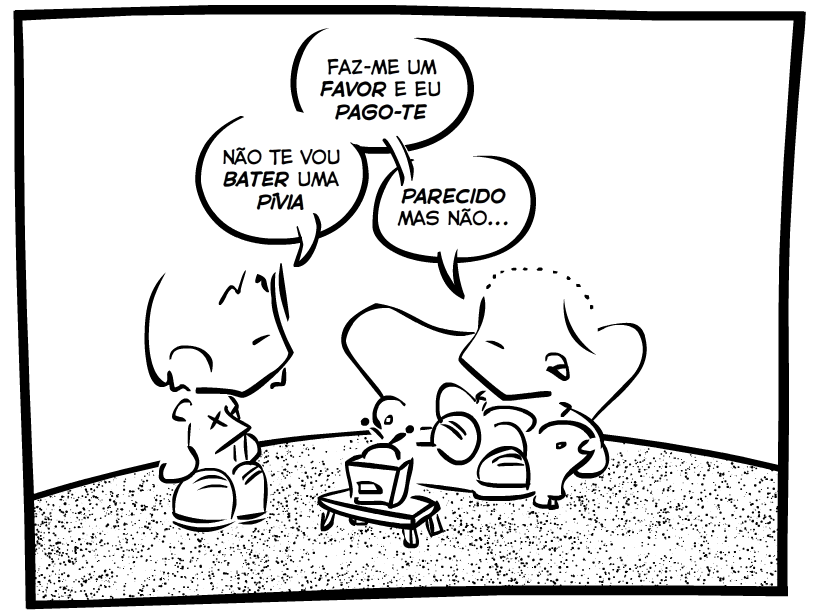 FAZ-ME UM
FAVOR E EU
PAGO-TE
NÃO TE VOU
BATER UMA
PÍVIA
PARECIDO
MAS NÃO...